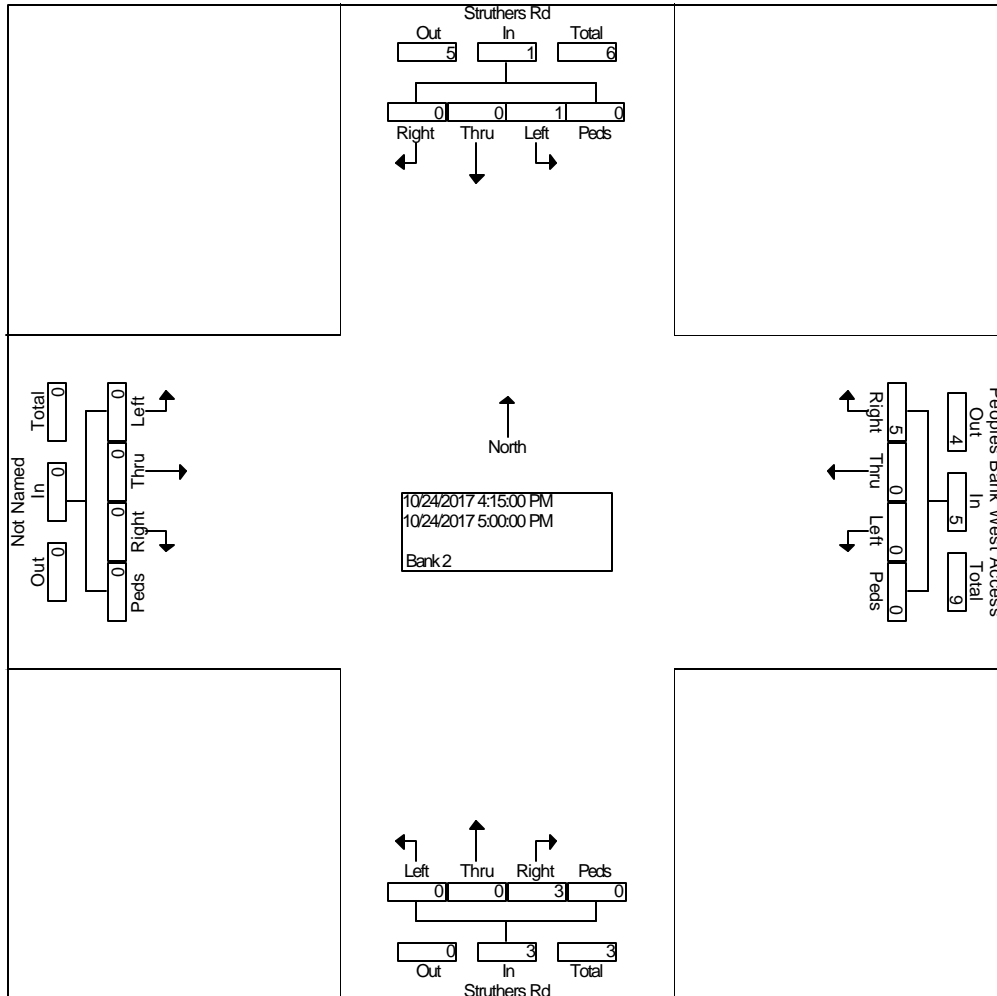 Struthers Rd
Out In Total
5 1 6
0 0 1 0
Right Thru Left Peds
Not Named
Out In Total
0 0 0
0 0 0 0
Left Thru Right Peds
North
10/24/2017 4:15:00 PM
10/24/2017 5:00:00 PM
Bank 2
Peoples Bank West Access
Out In Total
4 5 9
5 0 0 0
Right Thru Left Peds
Left Thru Right Peds
0 0 3 0
0 3 3
Out In Total
Struthers Rd